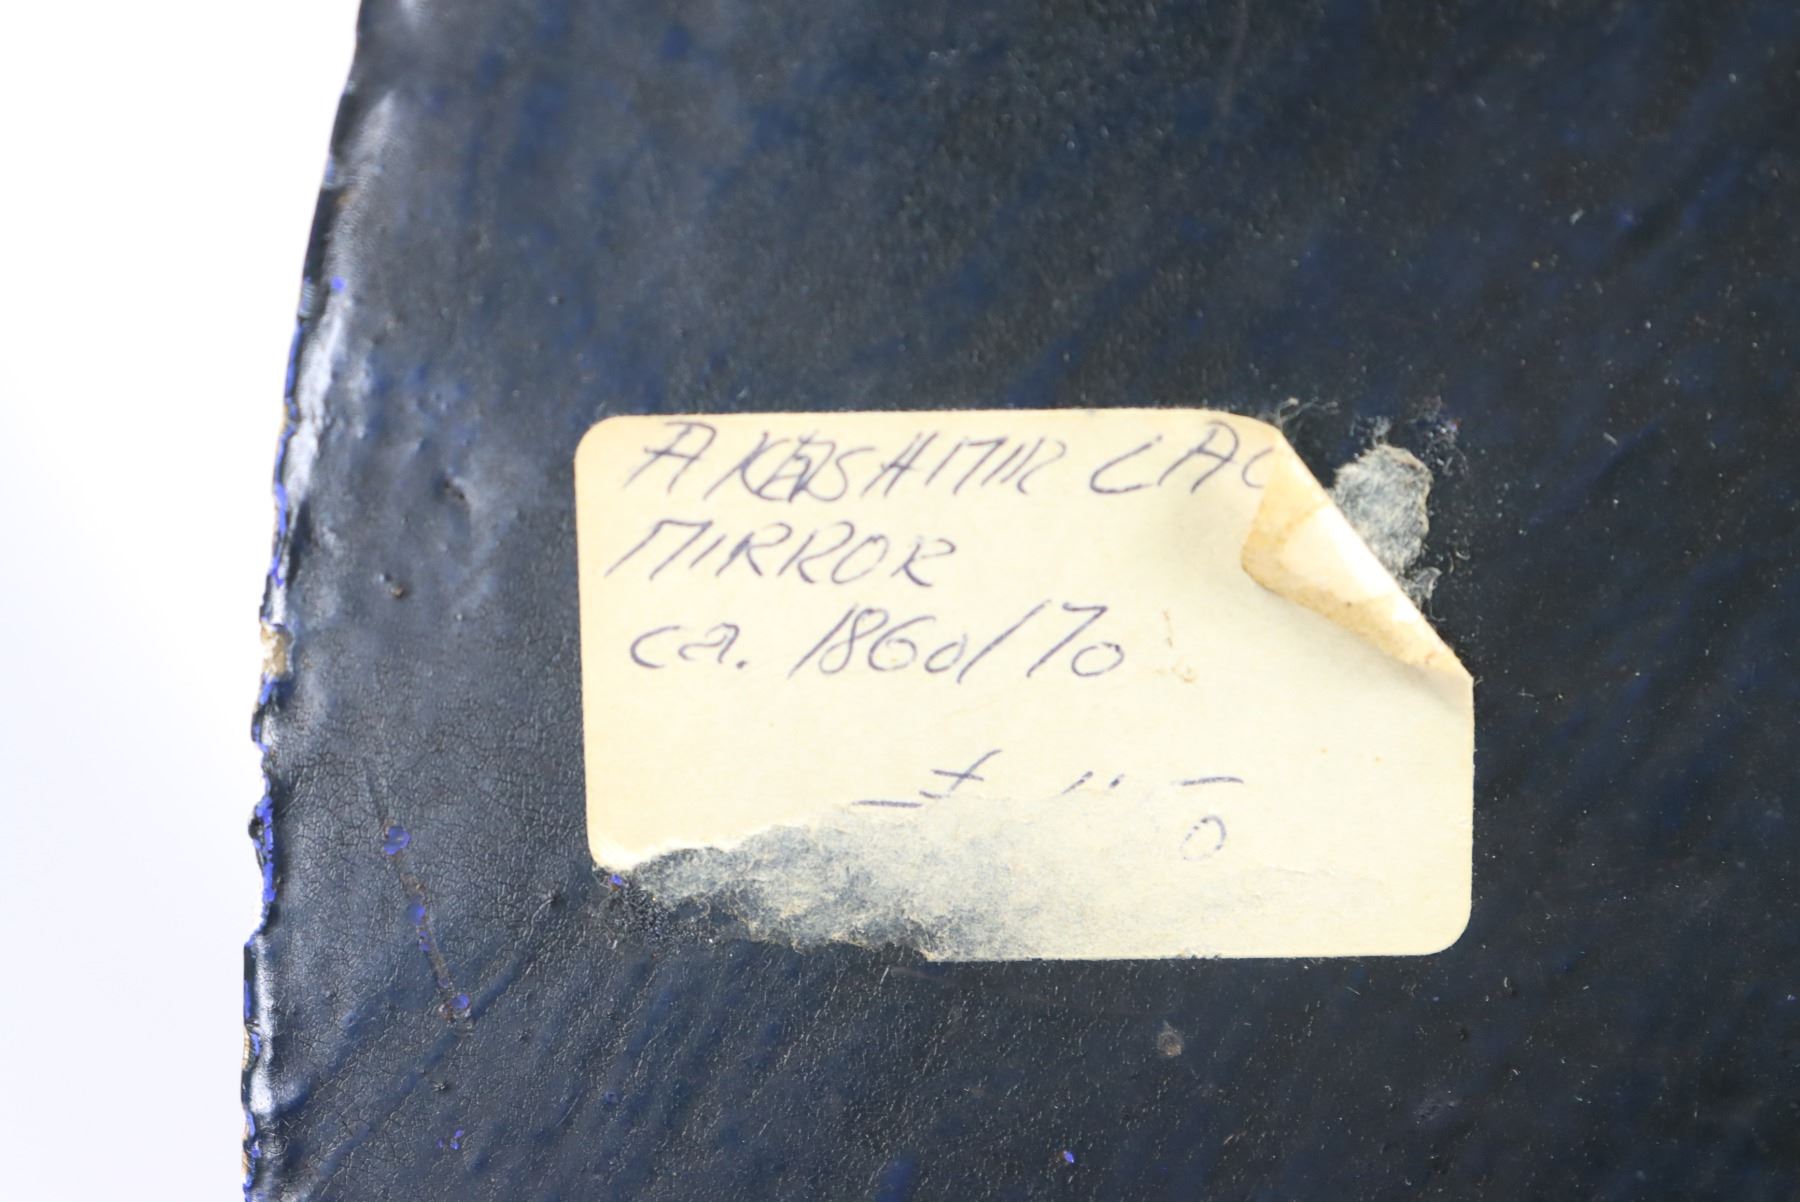 A KASHMIR LAC
MIRROR
ca. 1860/70